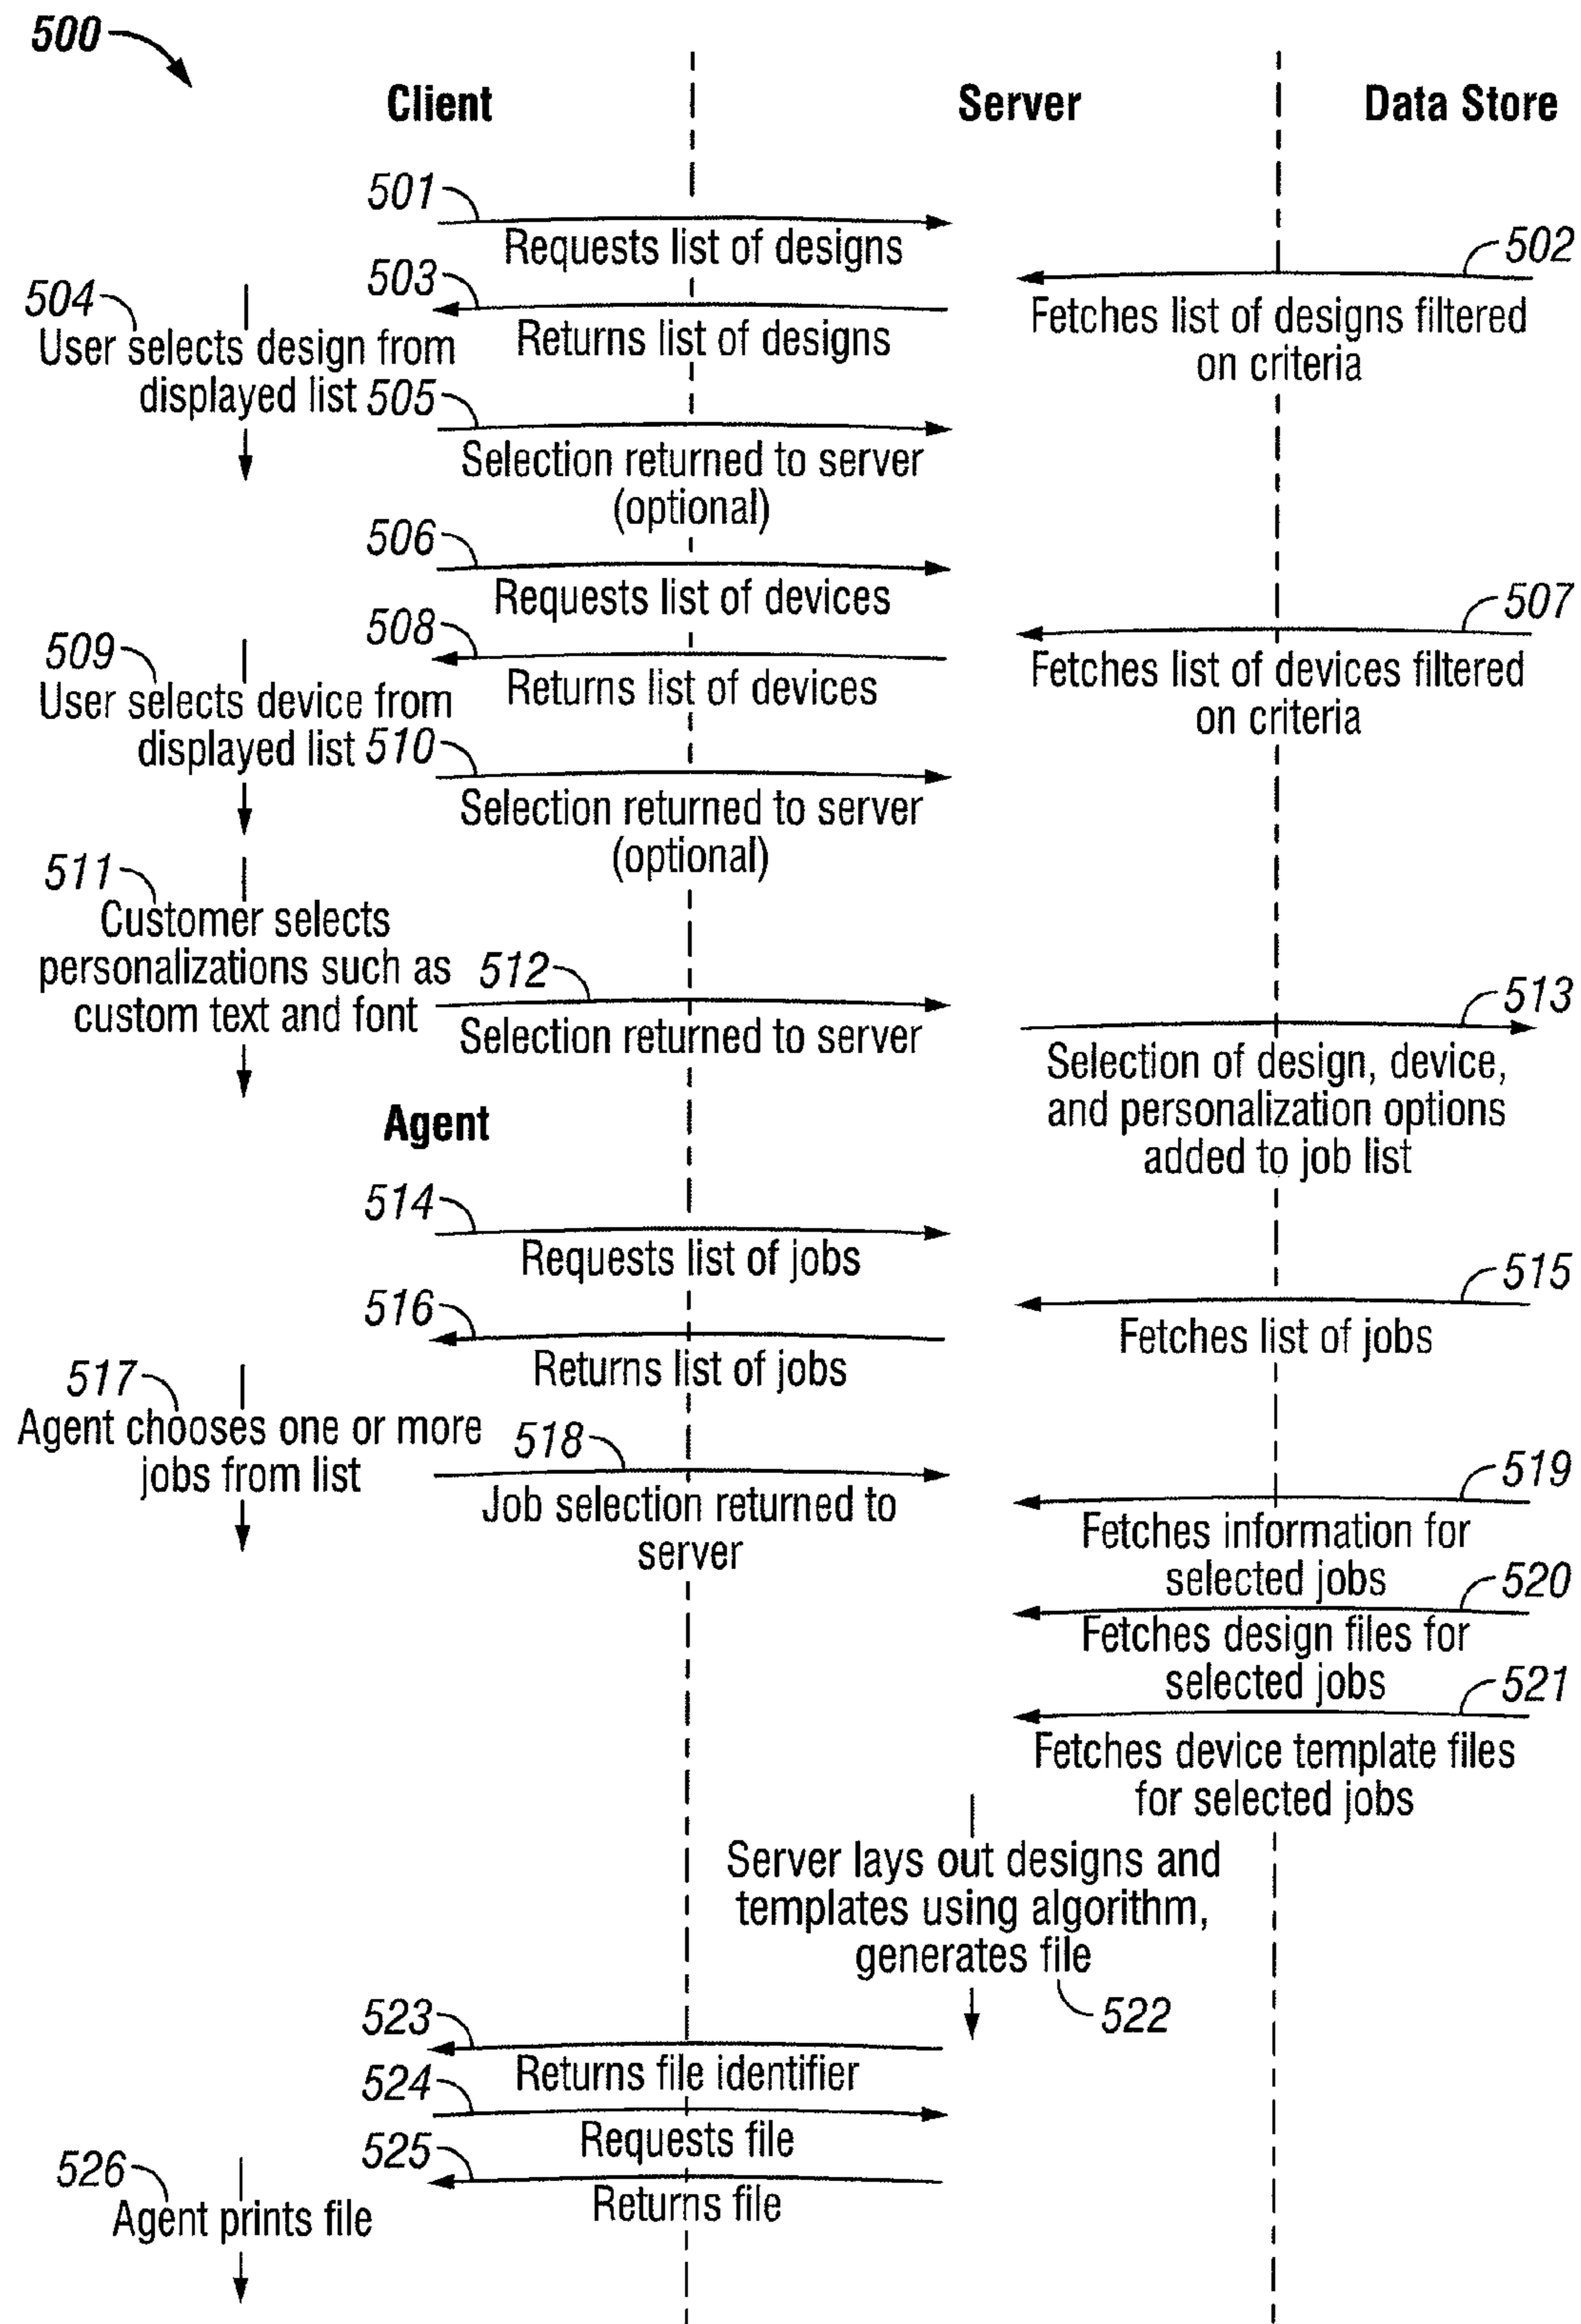 500
Client
Server
Data Store
501
Requests list of designs
502
Fetches list of designs filtered
on criteria
503
Returns list of designs
504
User selects design from
displayed list
505
Selection returned to server
(optional)
506
Requests list of devices
507
Fetches list of devices filtered
on criteria
508
Returns list of devices
509
User selects device from
displayed list
510
Selection returned to server
(optional)
511
Customer selects
personalizations such as
custom text and font
512
Selection returned to server
513
Selection of design, device,
and personalization options
added to job list
Agent
514
Requests list of jobs
515
Fetches list of jobs
516
Returns list of jobs
517
Agent chooses one or more
jobs from list
518
Job selection returned to
server
519
Fetches information for
selected jobs
520
Fetches design files for
selected jobs
521
Fetches device template files
for selected jobs
Server lays out designs and
templates using algorithm,
generates file
522
523
Returns file identifier
524
Requests file
525
Returns file
526
Agent prints file